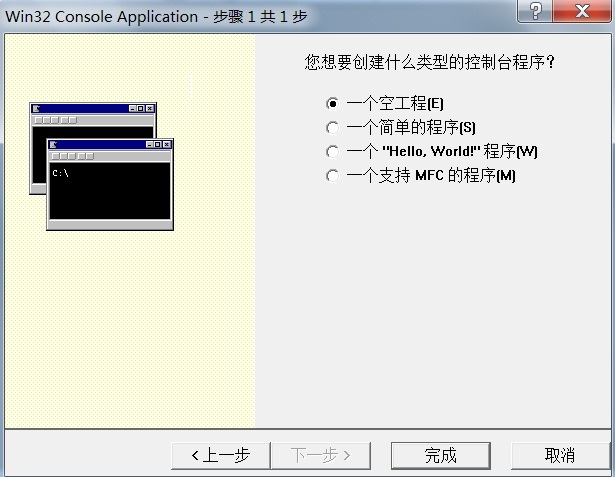 Win32 Console Application - 步骤 1 共 1 步
您想要创建什么类型的控制台程序?
一个空工程(E)
一个简单的程序(S)
一个 "Hello, World!" 程序(W)
一个支持 MFC 的程序(M)
C:\
< 上一步
下一步 >
完成
取消